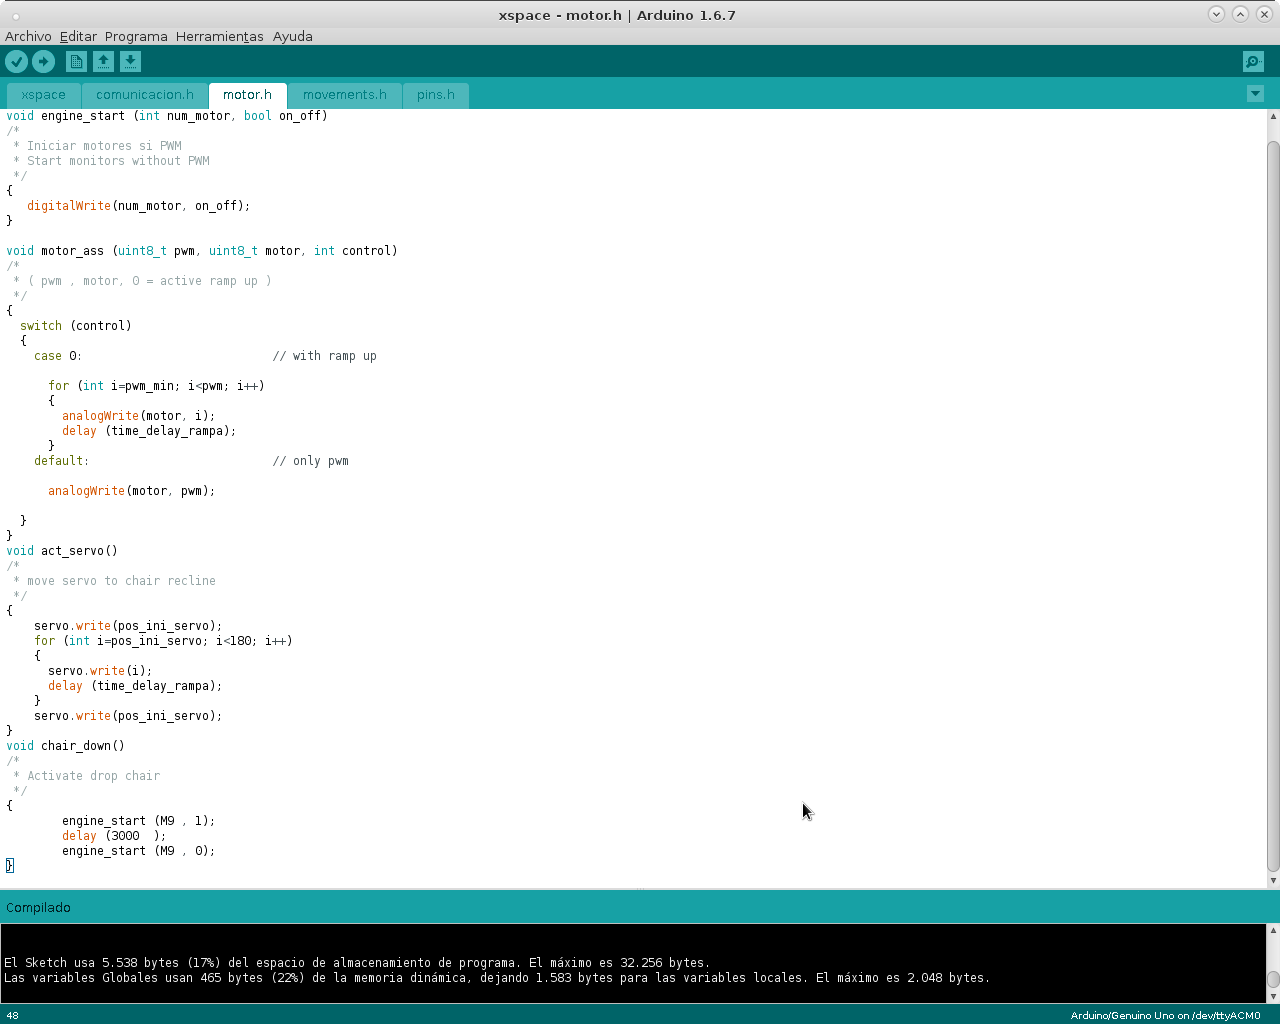 xspace - motor.h | Arduino 1.6.7
Archivo Editar Programa Herramientas Ayuda
xspace comunicacion.h motor.h movements.h pins.h
void engine_start (int num_motor, bool on_off)
/*
 * Iniciar motores si PWM
 * Start monitors without PWM
 */
{
   digitalWrite(num_motor, on_off);
}

void motor_ass (uint8_t pwm, uint8_t motor, int control)
/*
 * ( pwm , motor, 0 = active ramp up )
 */
{
  switch (control)
  {
    case 0:                           // with ramp up

      for (int i=pwm_min; i<pwm; i++)
      {
        analogWrite(motor, i);
        delay (time_delay_rampa);
      }
    default:                          // only pwm

      analogWrite(motor, pwm);

  }
}
void act_servo()
/*
 * move servo to chair recline
 */
{
    servo.write(pos_ini_servo);
    for (int i=pos_ini_servo; i<180; i++)
    {
      servo.write(i);
      delay (time_delay_rampa);
    }
    servo.write(pos_ini_servo);
}
void chair_down()
/*
 * Activate drop chair
 */
{
        engine_start (M9 , 1);
        delay (3000  );
        engine_start (M9 , 0);
}
Compilado
El Sketch usa 5.538 bytes (17%) del espacio de almacenamiento de programa. El máximo es 32.256 bytes.
Las variables Globales usan 465 bytes (22%) de la memoria dinámica, dejando 1.583 bytes para las variables locales. El máximo es 2.048 bytes.
48 Arduino/Genuino Uno on /dev/ttyACM0